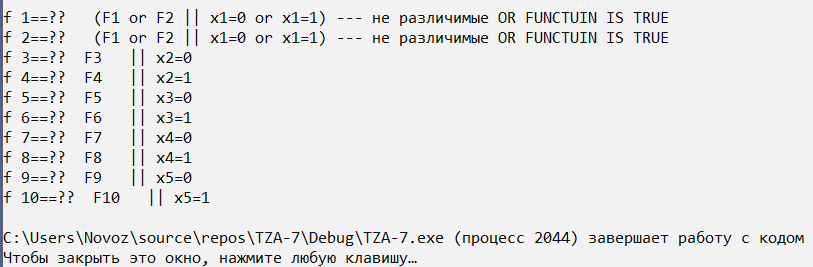 f 1==?? (F1 or F2 || x1=0 or x1=1) --- не различимые OR FUNCTUIN IS TRUE
f 2==?? (F1 or F2 || x1=0 or x1=1) --- не различимые OR FUNCTUIN IS TRUE
f 3==?? F3 || x2=0
f 4==?? F4 || x2=1
f 5==?? F5 || x3=0
f 6==?? F6 || x3=1
f 7==?? F7 || x4=0
f 8==?? F8 || x4=1
f 9==?? F9 || x5=0
f 10==?? F10 || x5=1
C:\Users\Novoz\source\repos\TZA-7\Debug\TZA-7.exe (процесс 2044) завершает работу с кодом
Чтобы закрыть это окно, нажмите любую клавишу…